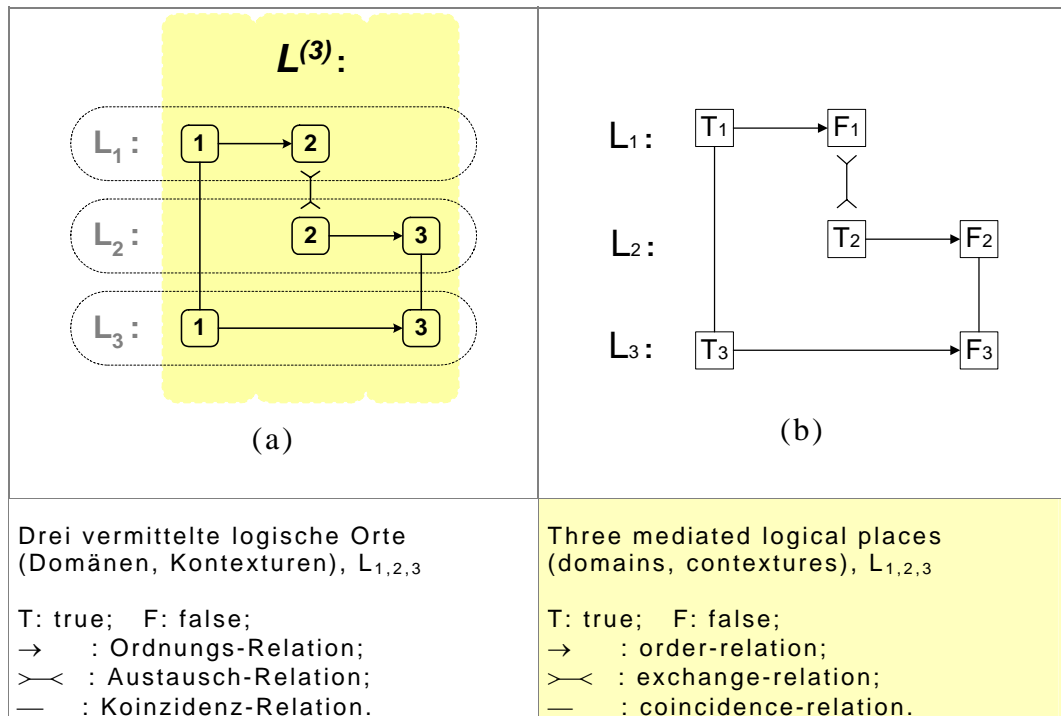 L(3):
L1: 1 2
L2: 2 3
L3: 1 3
(a)
L1: T1 F1
L2: T2 F2
L3: T3 F3
(b)
Drei vermittelte logische Orte
(Domänen, Kontexturen), L1,2,3
T: true; F: false;
→ : Ordnungs-Relation;
>—< : Austausch-Relation;
— : Koinzidenz-Relation.
Three mediated logical places
(domains, contextures), L1,2,3
T: true; F: false;
→ : order-relation;
>—< : exchange-relation;
— : coincidence-relation.